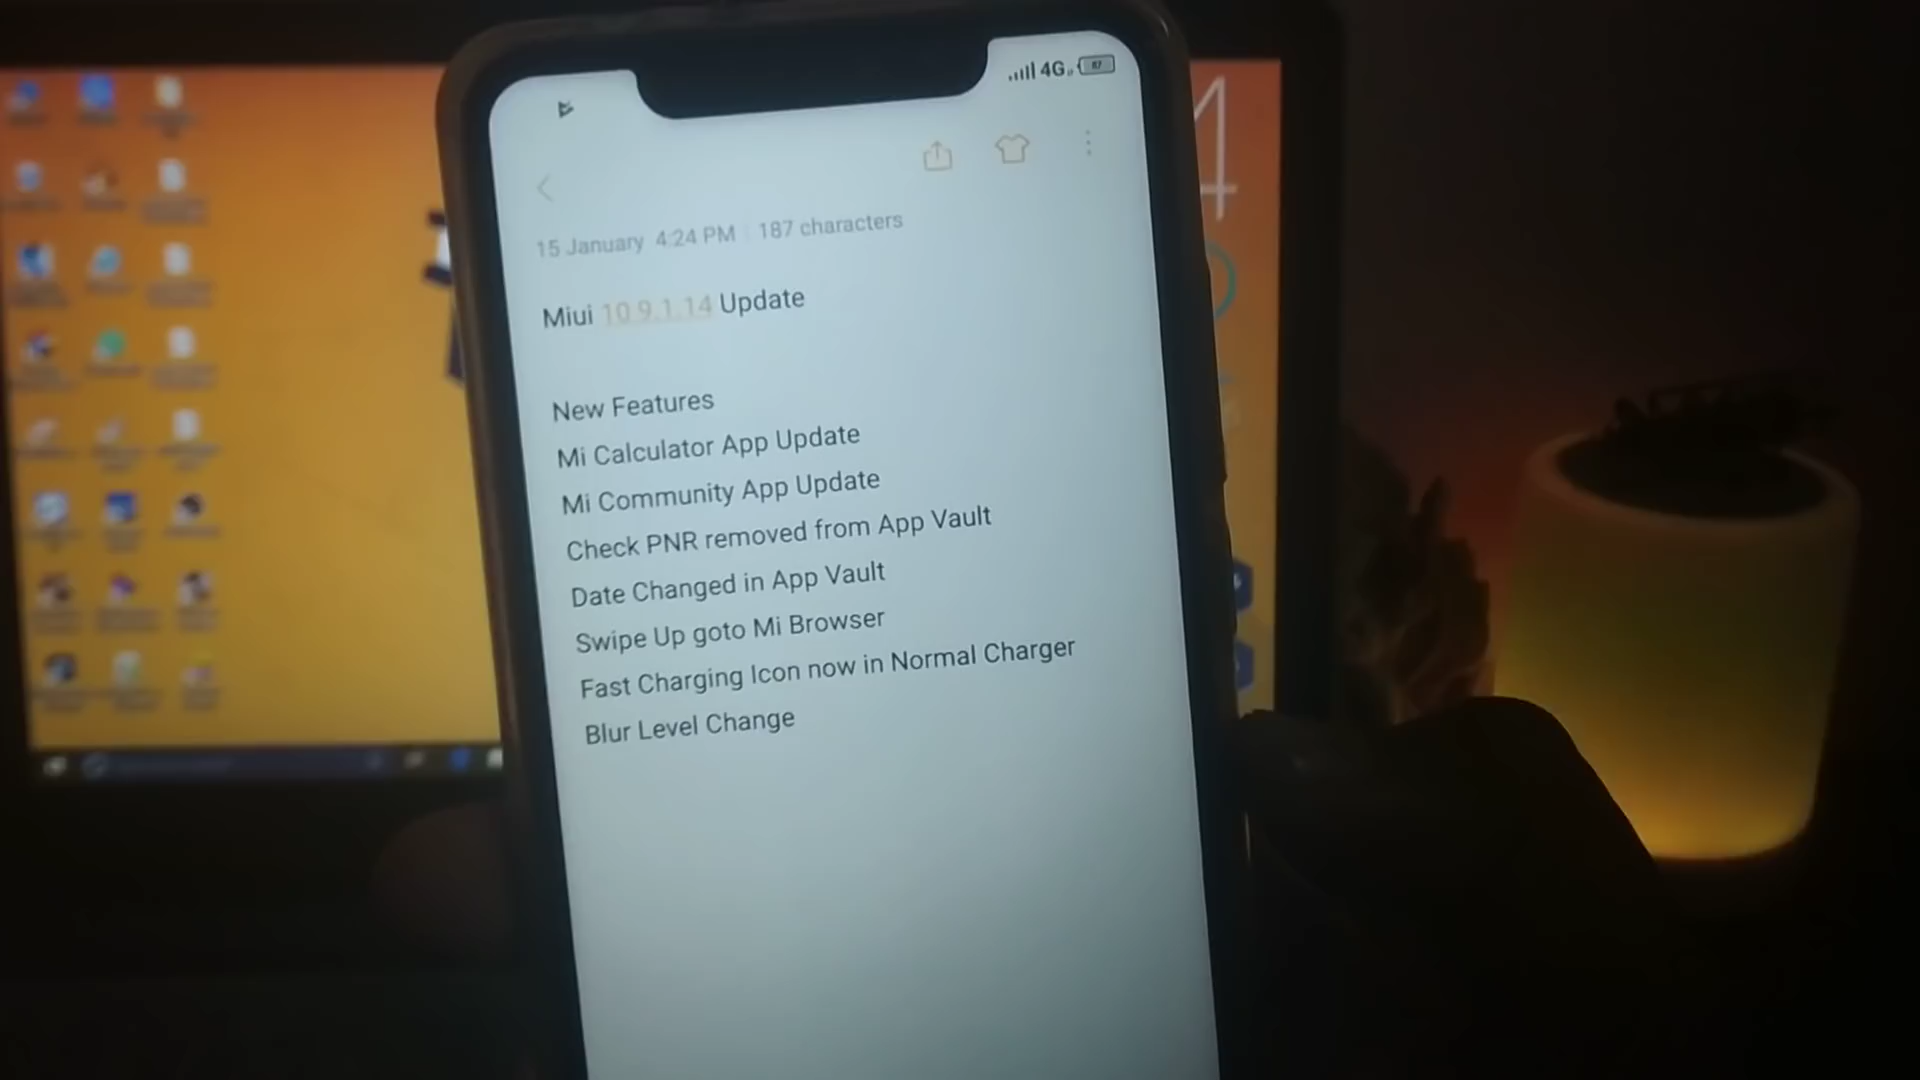 4G
87
15 January 4:24 PM 187 characters
Miui 10 9.1.14 Update
New Features
Mi Calculator App Update
Mi Community App Update
Check PNR removed from App Vault
Date Changed in App Vault
Swipe Up goto Mi Browser
Fast Charging Icon now in Normal Charger
Blur Level Change
4